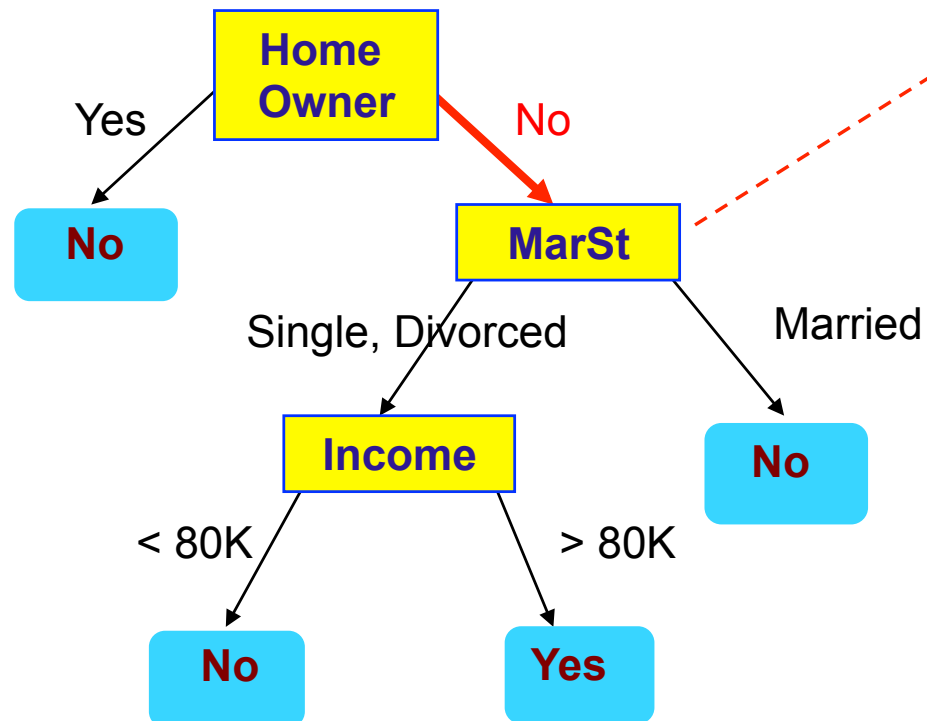 Home
Owner
Yes
No
No
MarSt
Single, Divorced
Married
Income
No
< 80K
> 80K
No
Yes